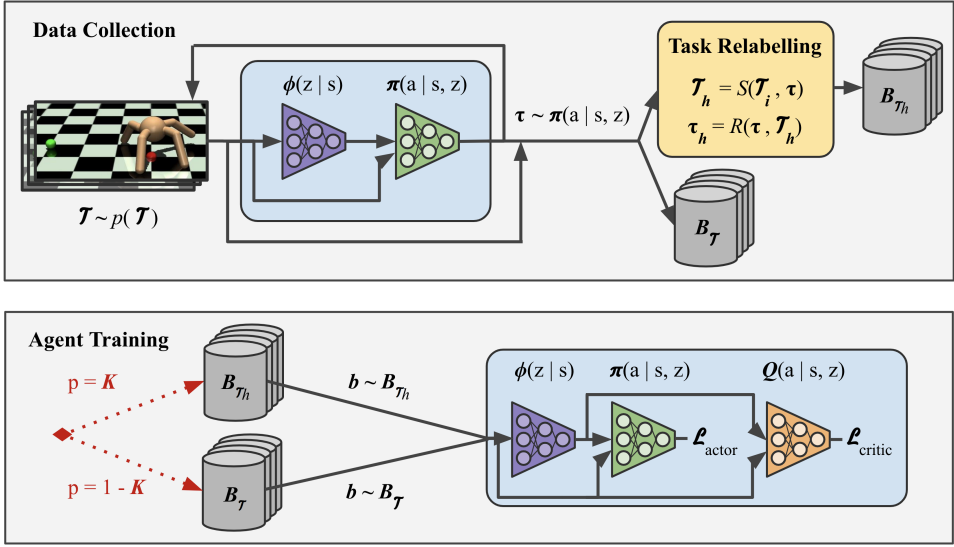 Data Collection
ϕ(z | s)
π(a | s, z)
𝒯 ~ p( 𝒯 )
τ ~ π(a | s, z)
Task Relabelling
𝒯h = S(𝒯i , τ)
τh = R(τ , 𝒯h)
B𝒯h
B𝒯
Agent Training
p = K
p = 1 - K
B𝒯h
B𝒯
b ~ B𝒯h
b ~ B𝒯
ϕ(z | s)
π(a | s, z)
Q(a | s, z)
ℒactor
ℒcritic